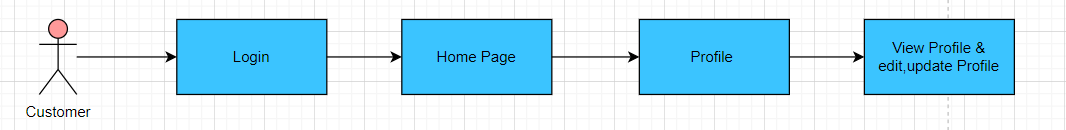 Login
Home Page
Profile
View Profile &
edit,update Profile
Customer